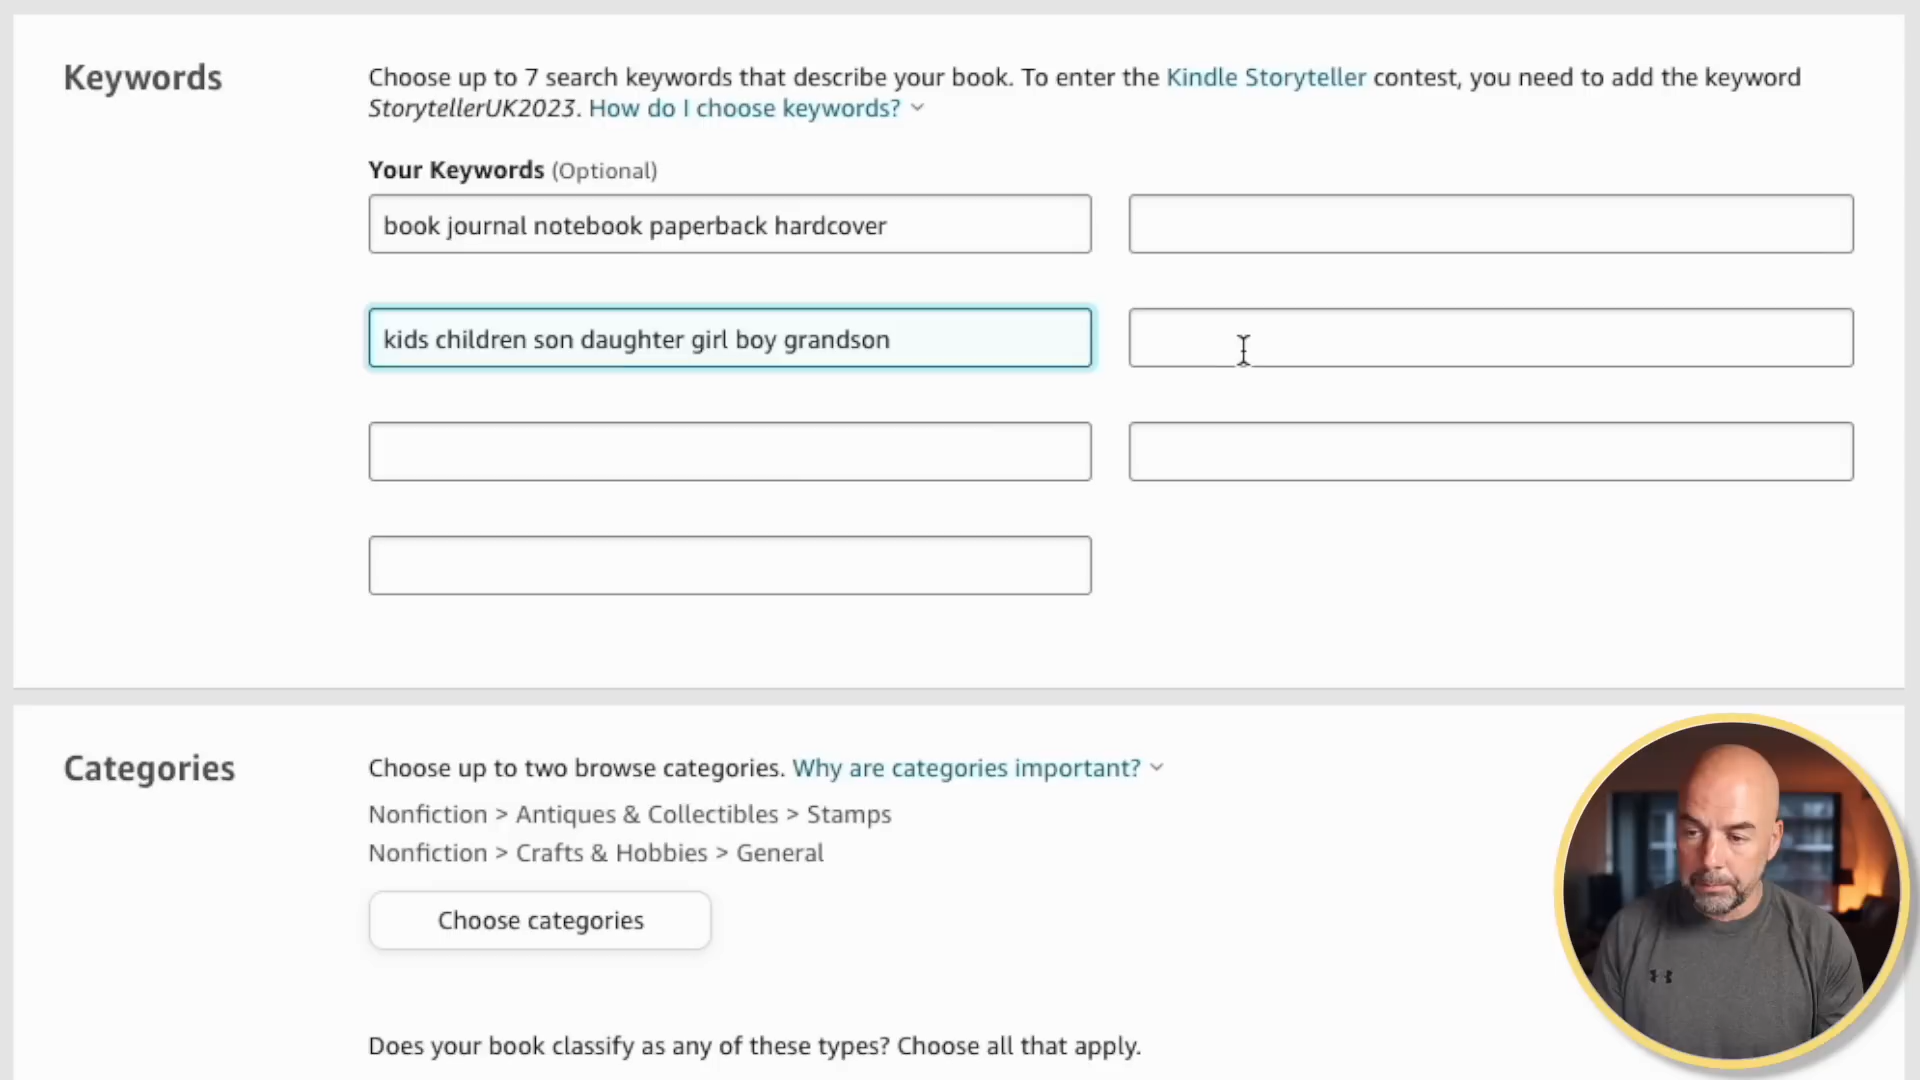 Keywords
Choose up to 7 search keywords that describe your book. To enter the Kindle Storyteller contest, you need to add the keyword
StorytellerUK2023. How do I choose keywords?
Your Keywords (Optional)
book journal notebook paperback hardcover
kids children son daughter girl boy grandson
Categories
Choose up to two browse categories. Why are categories important?
Nonfiction > Antiques & Collectibles > Stamps
Nonfiction > Crafts & Hobbies > General
Choose categories
Does your book classify as any of these types? Choose all that apply.